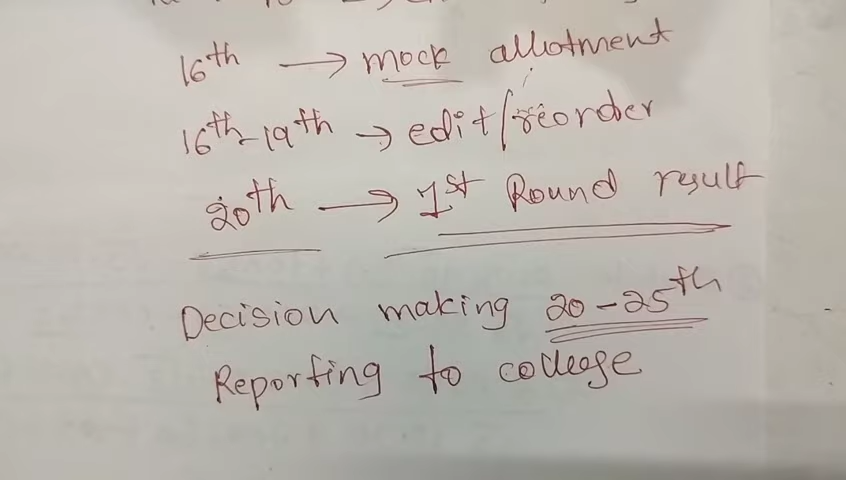 16th → mock allotment
16th-19th → edit/reorder
20th → 1st Round result
Decision making 20-25th
Reporting to college